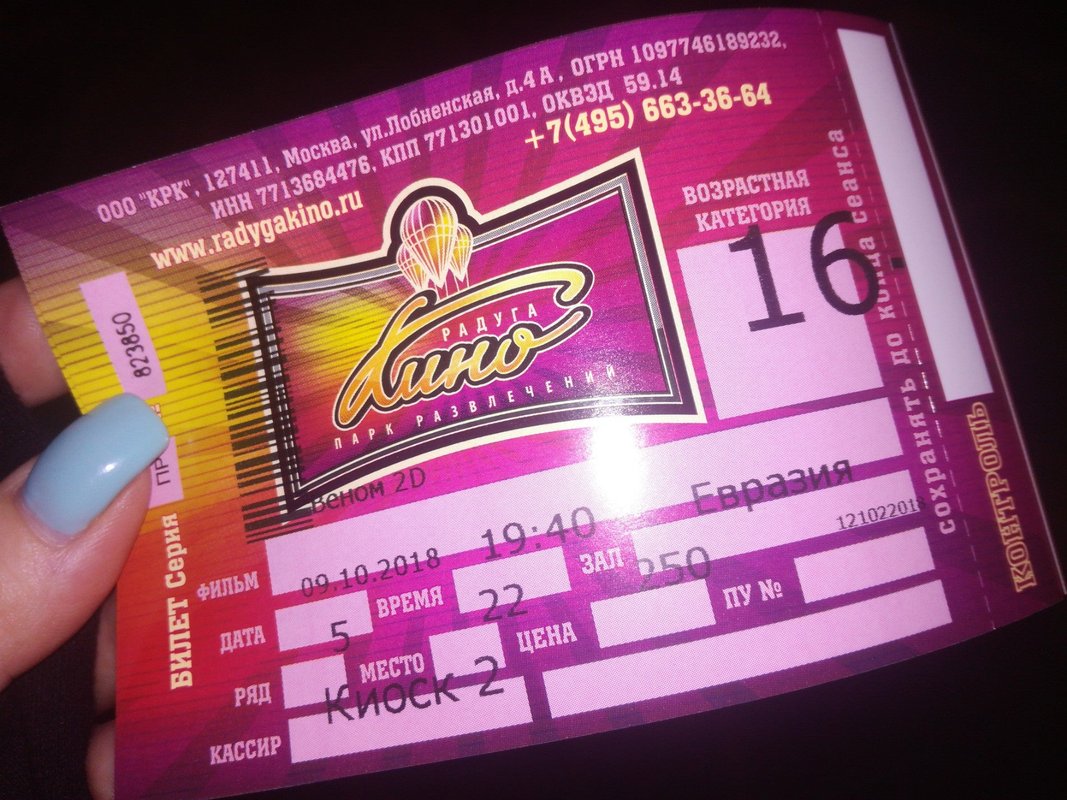 ООО "КРК", 127411, Москва, ул.Лобненская, д.4А, ОГРН 1097746189232,
ИНН 7713684476, КПП 771301001, ОКВЭД 59.14
www.radygakino.ru
+7(495) 663-36-64
ВОЗРАСТНАЯ
КАТЕГОРИЯ
16
РАДУГА
Кино
ПАРК РАЗВЛЕЧЕНИЙ
823850
БИЛЕТ Серия
Веном 2D
ФИЛЬМ
Евразия
09.10.2018
19:40
121022018
ДАТА
ВРЕМЯ
ЗАЛ
5
22
250
РЯД
МЕСТО
ЦЕНА
ПУ №
Киоск 2
КАССИР
сохранять до конца сеанса
КОНТРОЛЬ